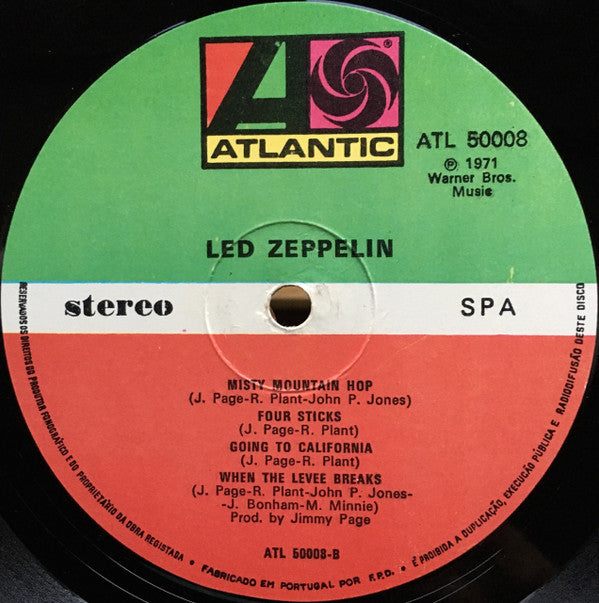 ATLANTIC
ATL 50008
℗ 1971
Warner Bros.
Music
LED ZEPPELIN
stereo
SPA
MISTY MOUNTAIN HOP
(J. Page-R. Plant-John P. Jones)
FOUR STICKS
(J. Page-R. Plant)
GOING TO CALIFORNIA
(J. Page-R. Plant)
WHEN THE LEVEE BREAKS
(J. Page-R. Plant-John P. Jones-
-J. Bonham-M. Minnie)
Prod. by Jimmy Page
ATL 50008-B
RESERVADOS OS DIREITOS DO PRODUTOR FONOGRÁFICO E DO PROPRIETÁRIO DA OBRA REGISTADA • FABRICADO EM PORTUGAL POR F.P.D. • É PROIBIDA A DUPLICAÇÃO, EXECUÇÃO PÚBLICA E RADIODIFUSÃO DESTE DISCO